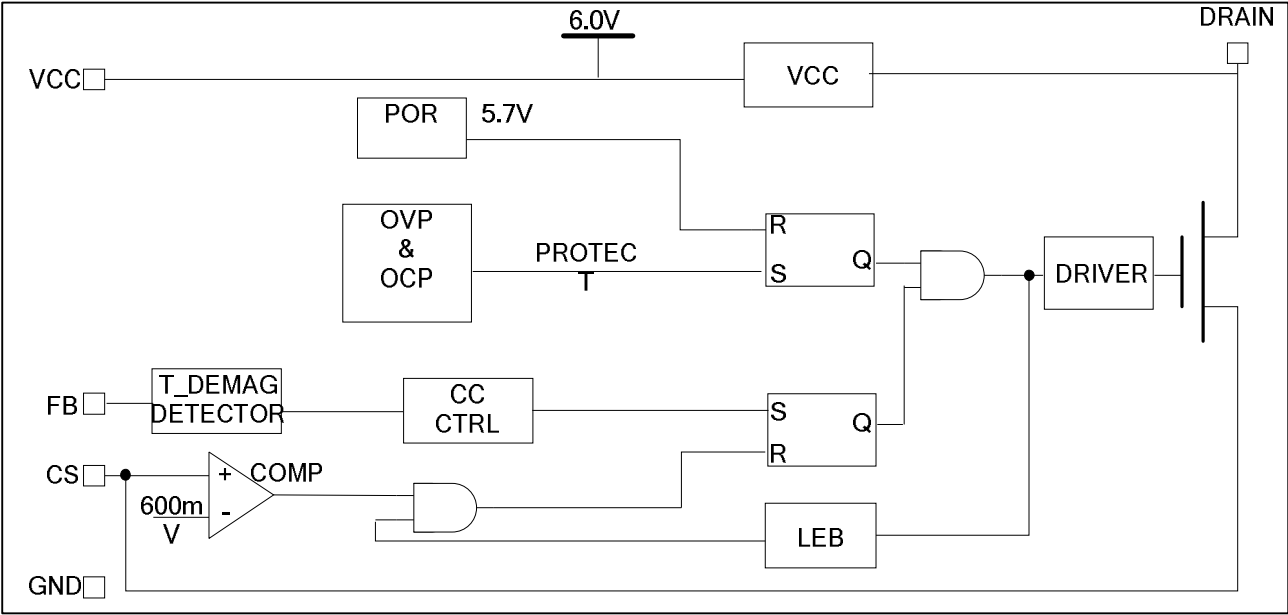 6.0V
DRAIN
VCC
VCC
POR
5.7V
OVP
&
OCP
PROTEC
T
R
S
Q
DRIVER
FB
T_DEMAG
DETECTOR
CC
CTRL
S
R
Q
CS
+
COMP
600m
V
-
LEB
GND